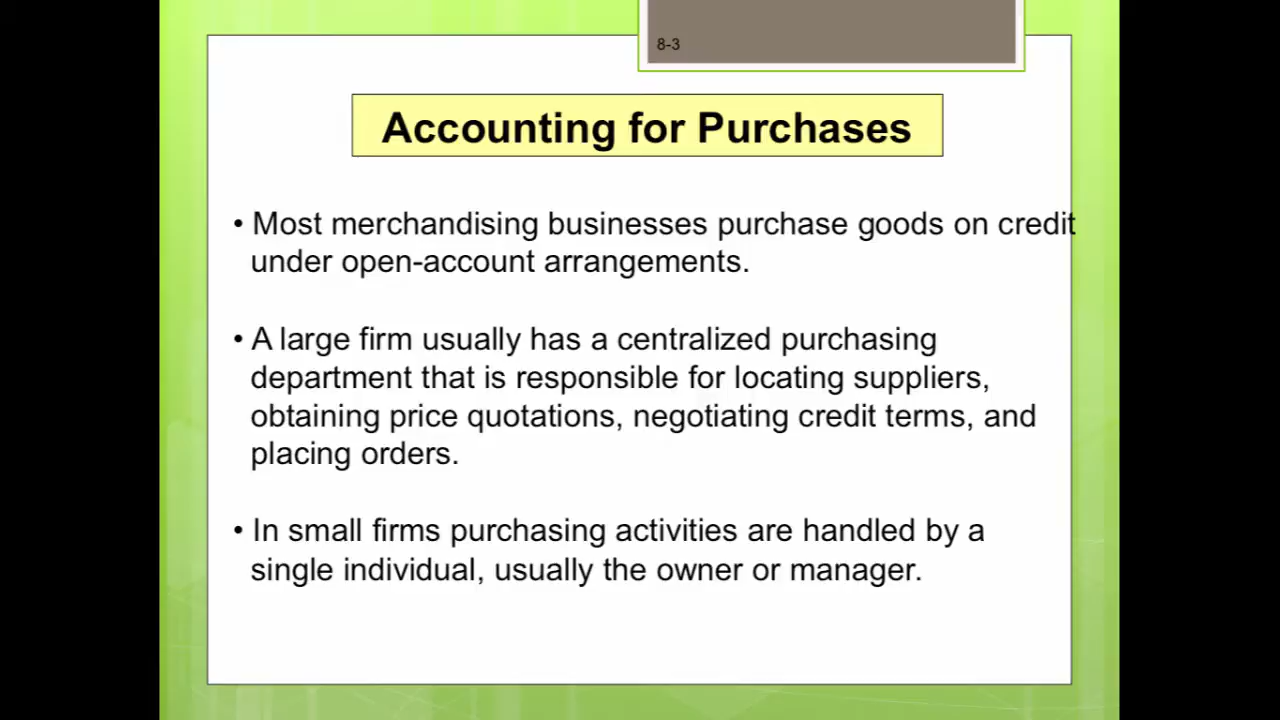 8-3
Accounting for Purchases
• Most merchandising businesses purchase goods on credit
under open-account arrangements.
• A large firm usually has a centralized purchasing
department that is responsible for locating suppliers,
obtaining price quotations, negotiating credit terms, and
placing orders.
• In small firms purchasing activities are handled by a
single individual, usually the owner or manager.